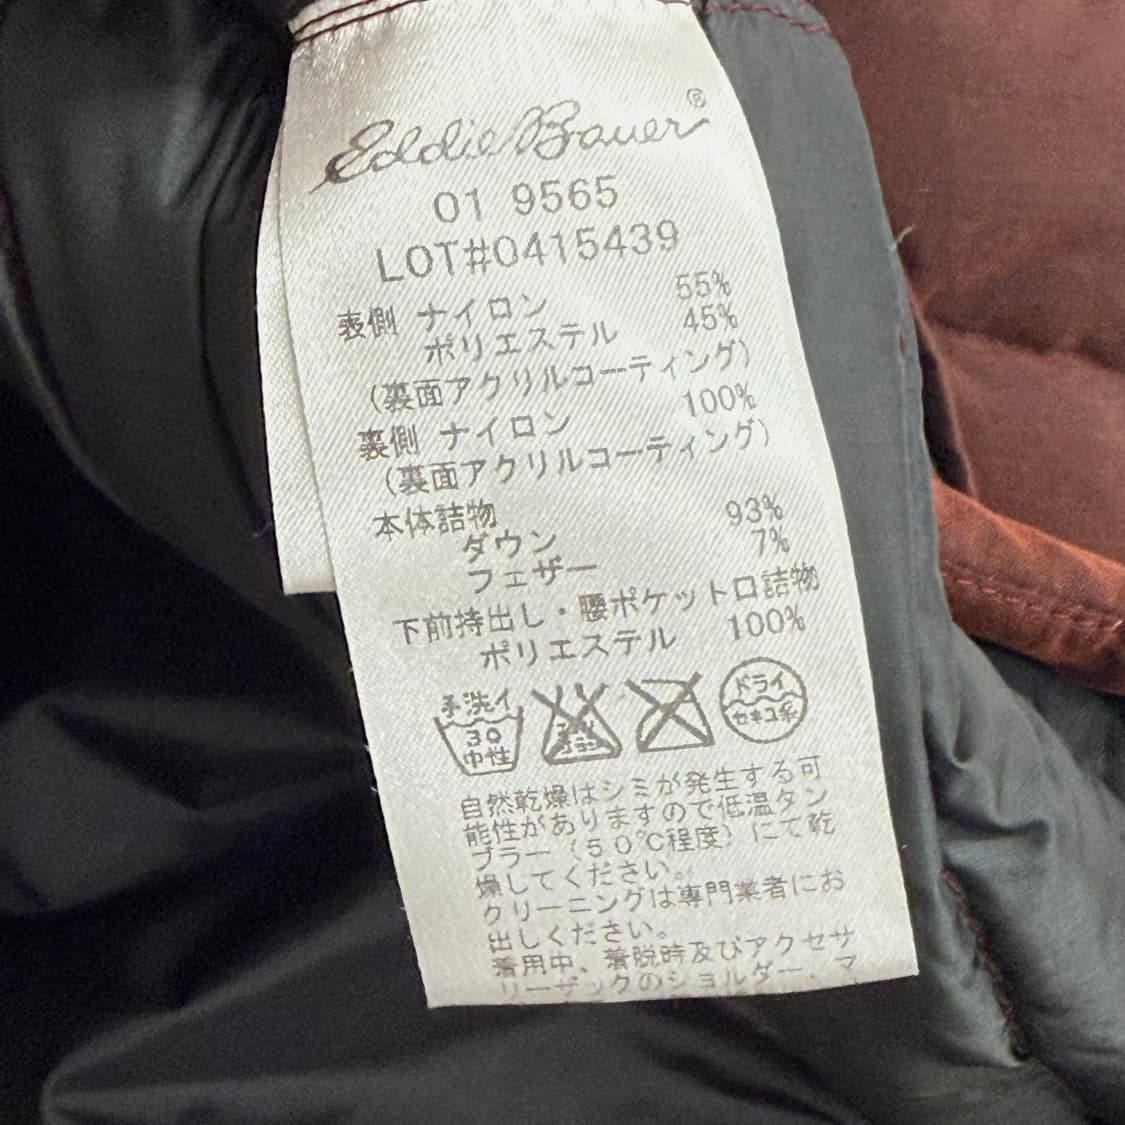 Eddie Bauer®
01 9565
LOT#0415439
表側 ナイロン 55%
ポリエステル 45%
(裏面アクリルコーティング)
裏側 ナイロン 100%
(裏面アクリルコーティング)
本体詰物
ダウン 93%
フェザー 7%
下前持出し・腰ポケット口詰物
ポリエステル 100%
手洗イ
30
中性
ドライ
セキユ系
自然乾燥はシミが発生する可
能性がありますので低温タン
ブラー(50℃程度)にて乾
燥してください。
クリーニングは専門業者にお
出しください。
着用中、着脱時及びアクセサ
リーザックのショルダー、マ